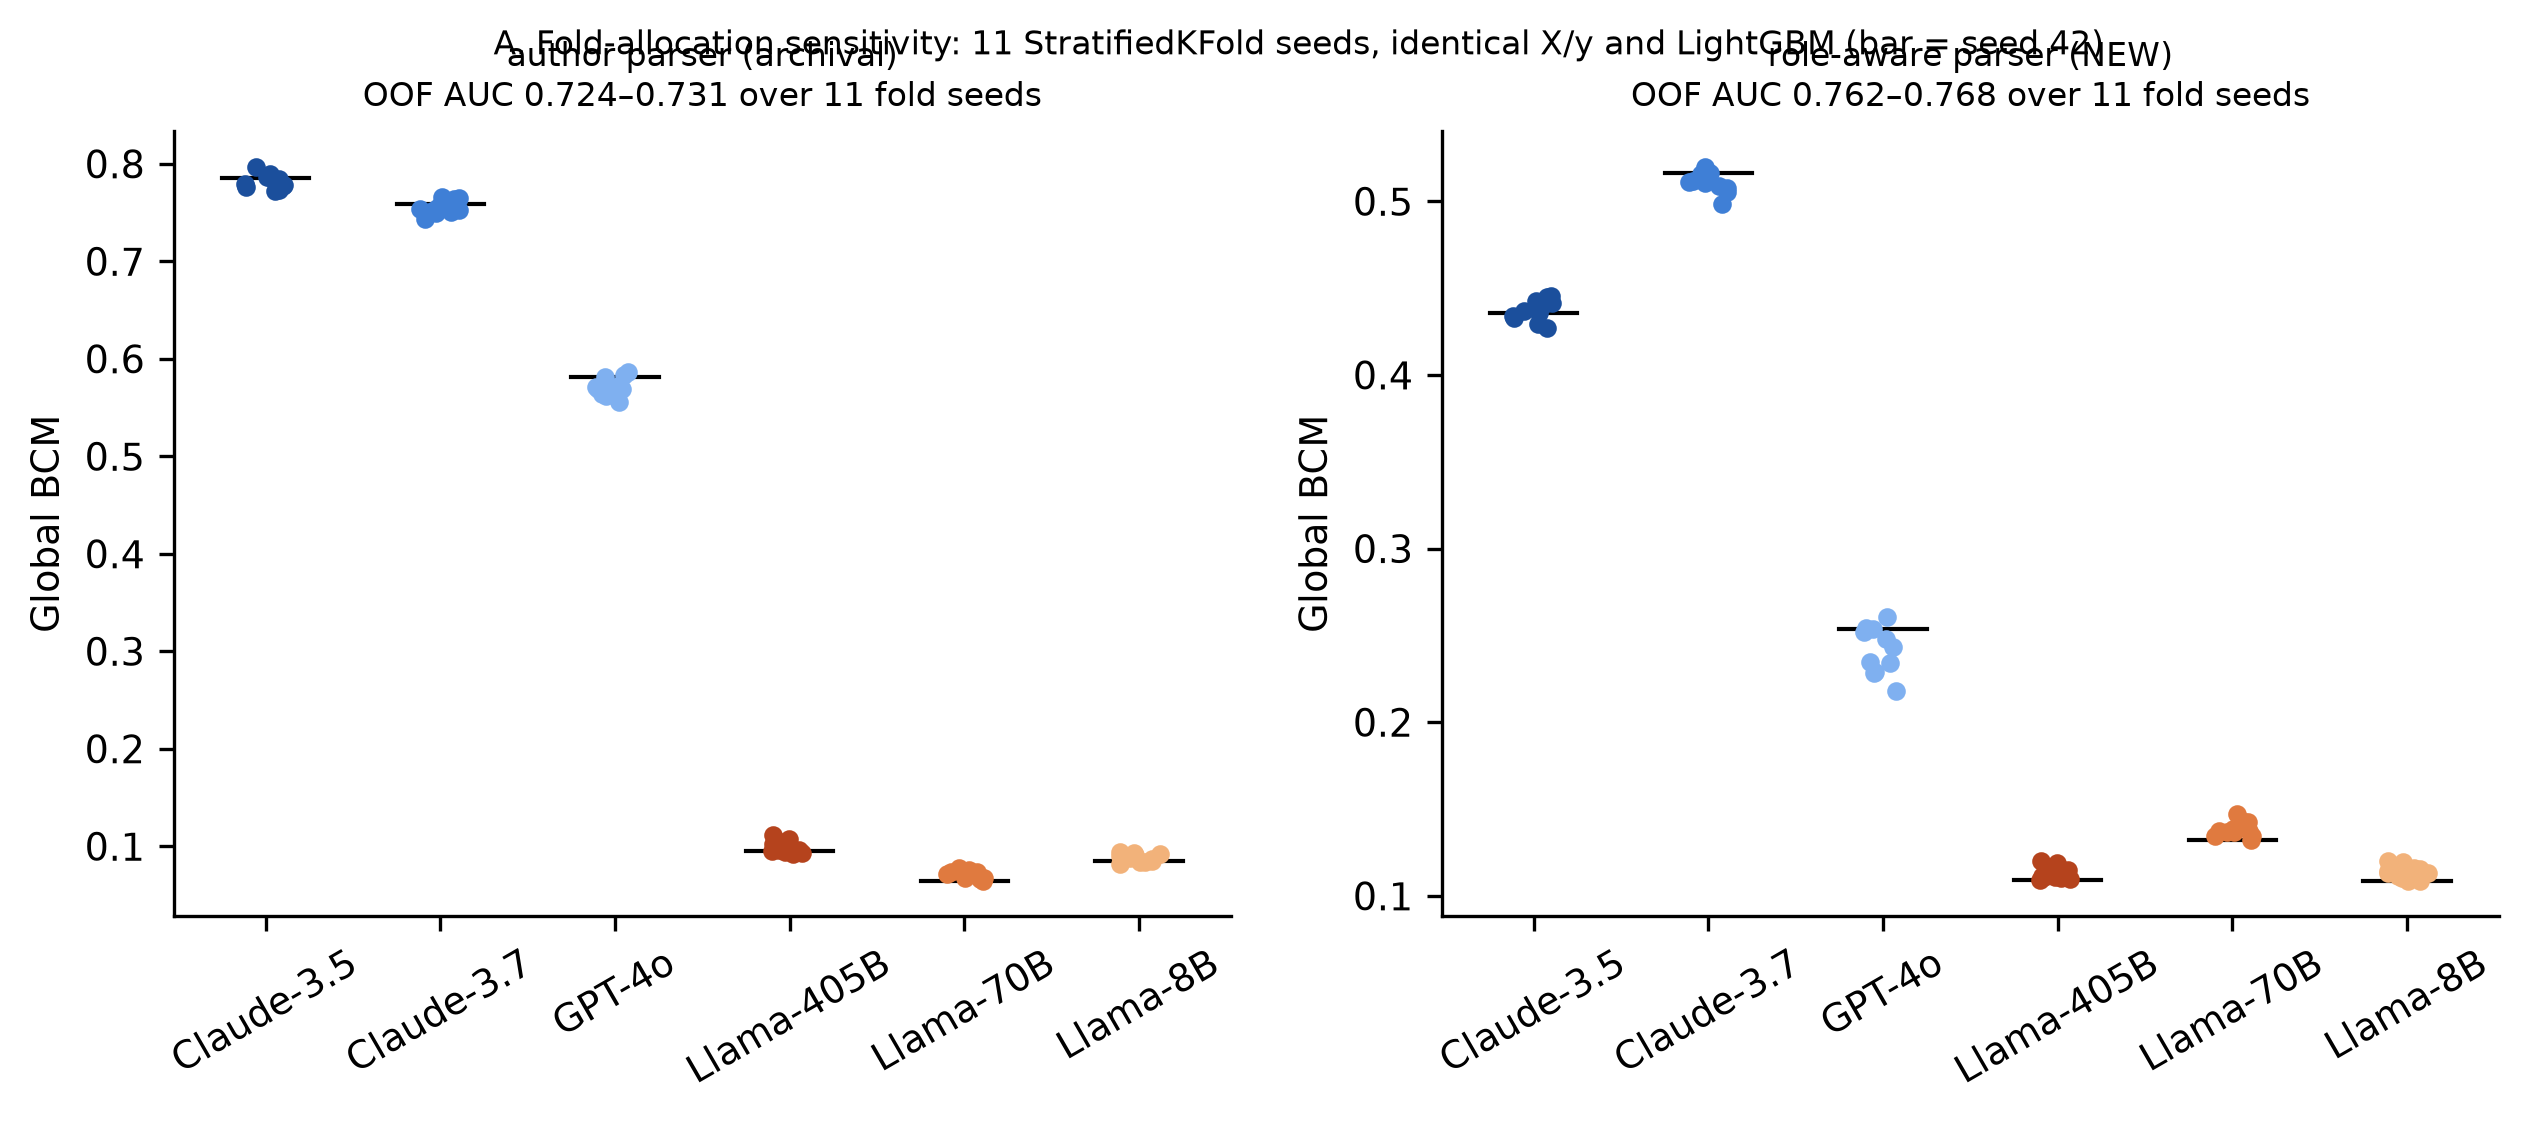 A. Fold-allocation sensitivity: 11 StratifiedKFold seeds, identical X/y and LightGBM (bar = seed 42)
author parser (archival)
OOF AUC 0.724–0.731 over 11 fold seeds
Global BCM
0.8
0.7
0.6
0.5
0.4
0.3
0.2
0.1
Claude-3.5
Claude-3.7
GPT-4o
Llama-405B
Llama-70B
Llama-8B
role-aware parser (NEW)
OOF AUC 0.762–0.768 over 11 fold seeds
Global BCM
0.5
0.4
0.3
0.2
0.1
Claude-3.5
Claude-3.7
GPT-4o
Llama-405B
Llama-70B
Llama-8B